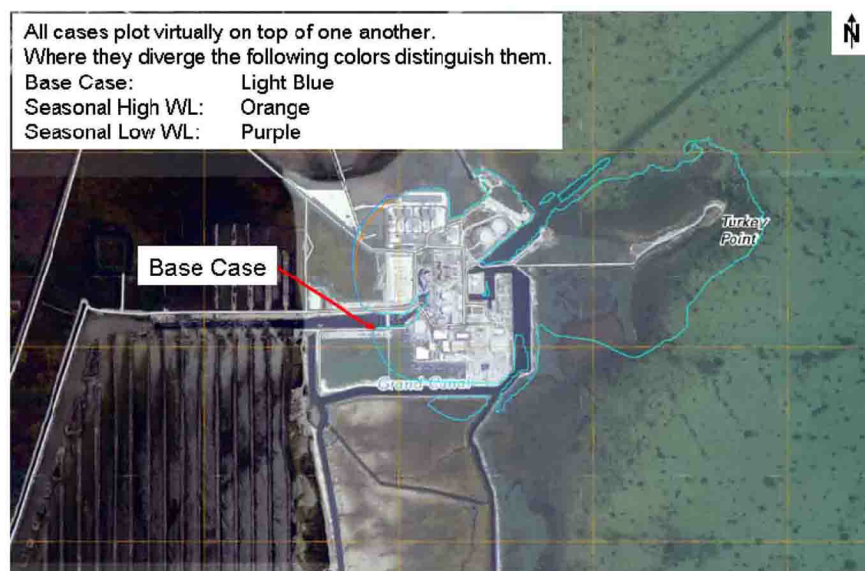 All cases plot virtually on top of one another.
Where they diverge the following colors distinguish them.
Base Case: Light Blue
Seasonal High WL: Orange
Seasonal Low WL: Purple
N
Turkey
Point
Base Case
Grand Canal